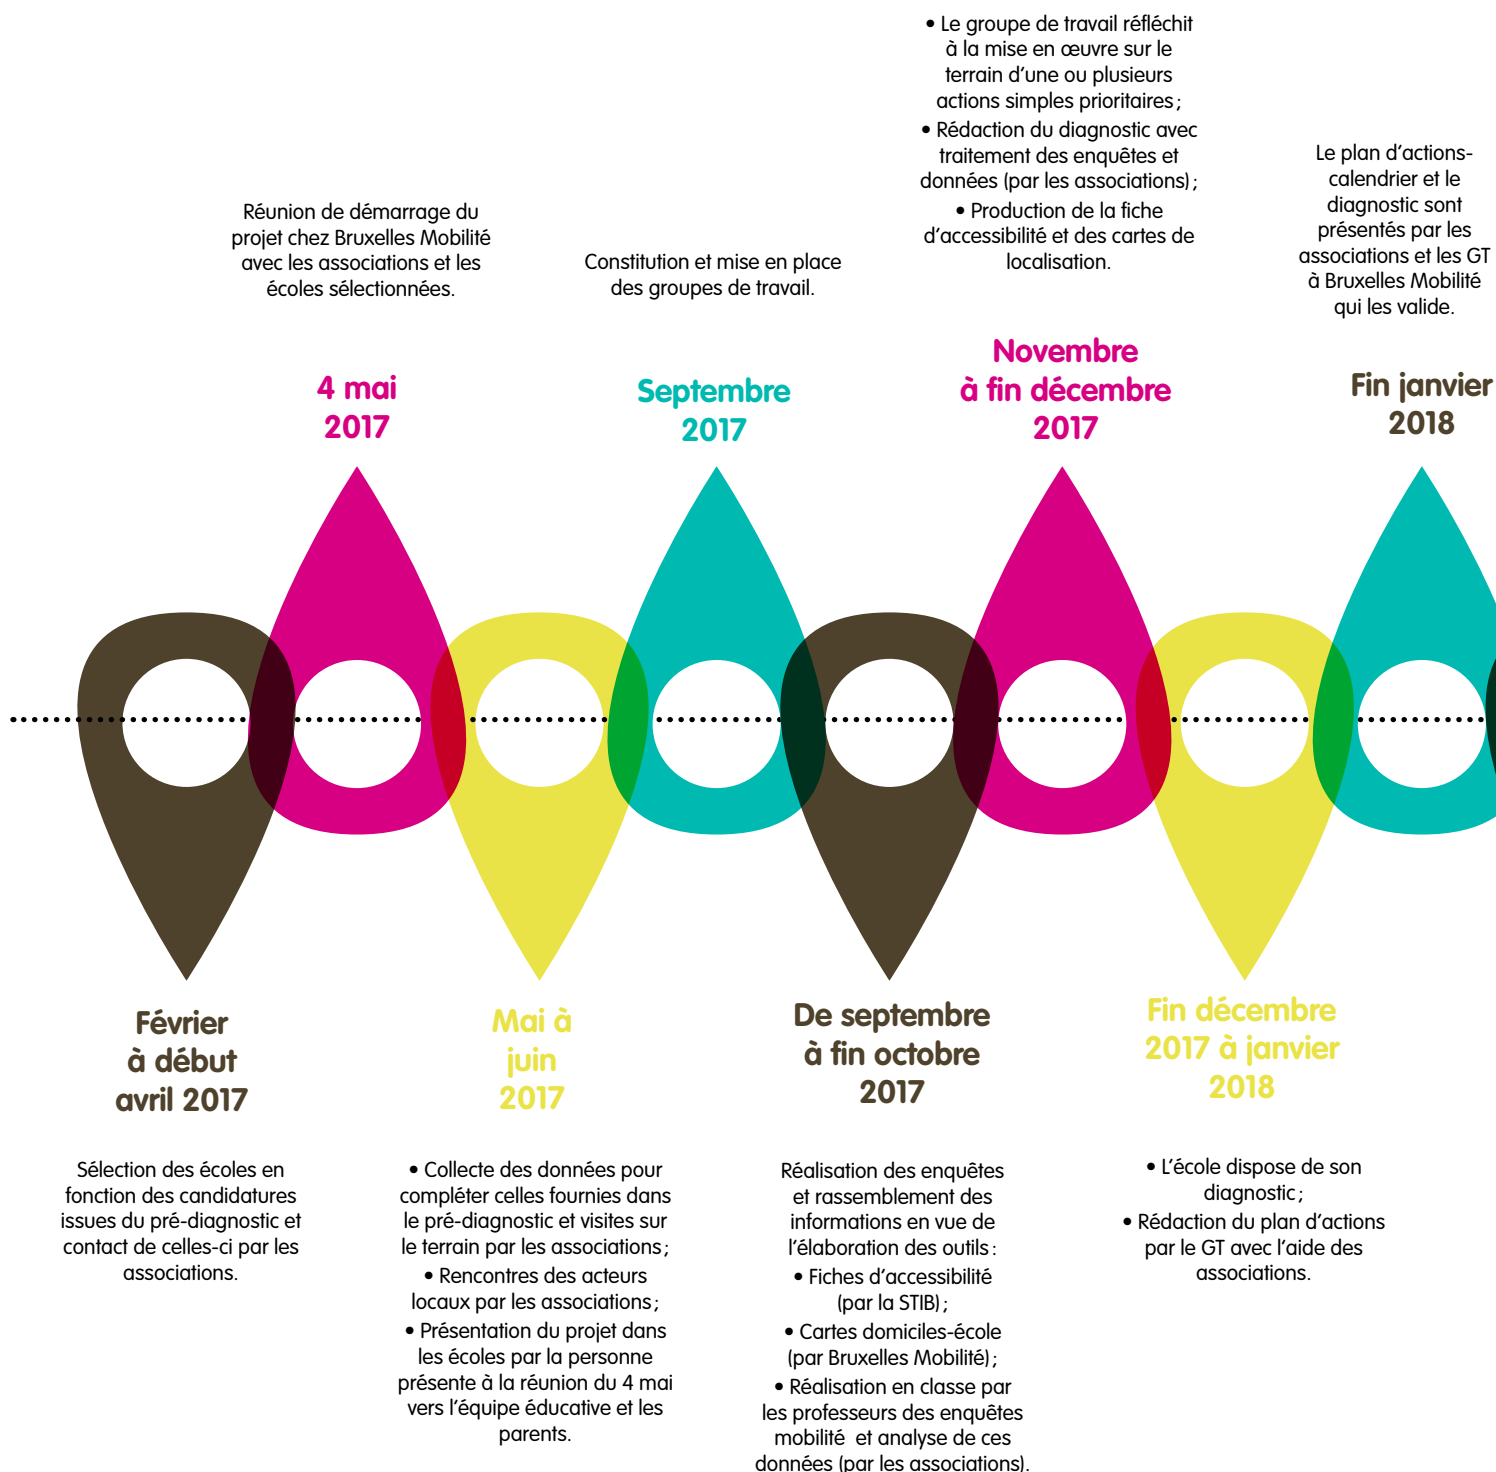 Réunion de démarrage du
projet chez Bruxelles Mobilité
avec les associations et les
écoles sélectionnées.
4 mai
2017
Constitution et mise en place
des groupes de travail.
Septembre
2017
• Le groupe de travail réfléchit
à la mise en œuvre sur le
terrain d'une ou plusieurs
actions simples prioritaires ;
• Rédaction du diagnostic avec
traitement des enquêtes et
données (par les associations) ;
• Production de la fiche
d'accessibilité et des cartes de
localisation.
Novembre
à fin décembre
2017
Le plan d'actions-
calendrier et le
diagnostic sont
présentés par les
associations et les GT
à Bruxelles Mobilité
qui les valide.
Fin janvier
2018
Février
à début
avril 2017
Sélection des écoles en
fonction des candidatures
issues du pré-diagnostic et
contact de celles-ci par les
associations.
Mai à
juin
2017
• Collecte des données pour
compléter celles fournies dans
le pré-diagnostic et visites sur
le terrain par les associations ;
• Rencontres des acteurs
locaux par les associations ;
• Présentation du projet dans
les écoles par la personne
présente à la réunion du 4 mai
vers l'équipe éducative et les
parents.
De septembre
à fin octobre
2017
Réalisation des enquêtes
et rassemblement des
informations en vue de
l'élaboration des outils :
• Fiches d'accessibilité
(par la STIB) ;
• Cartes domiciles-école
(par Bruxelles Mobilité) ;
• Réalisation en classe par
les professeurs des enquêtes
mobilité et analyse de ces
données (par les associations).
Fin décembre
2017 à janvier
2018
• L'école dispose de son
diagnostic ;
• Rédaction du plan d'actions
par le GT avec l'aide des
associations.